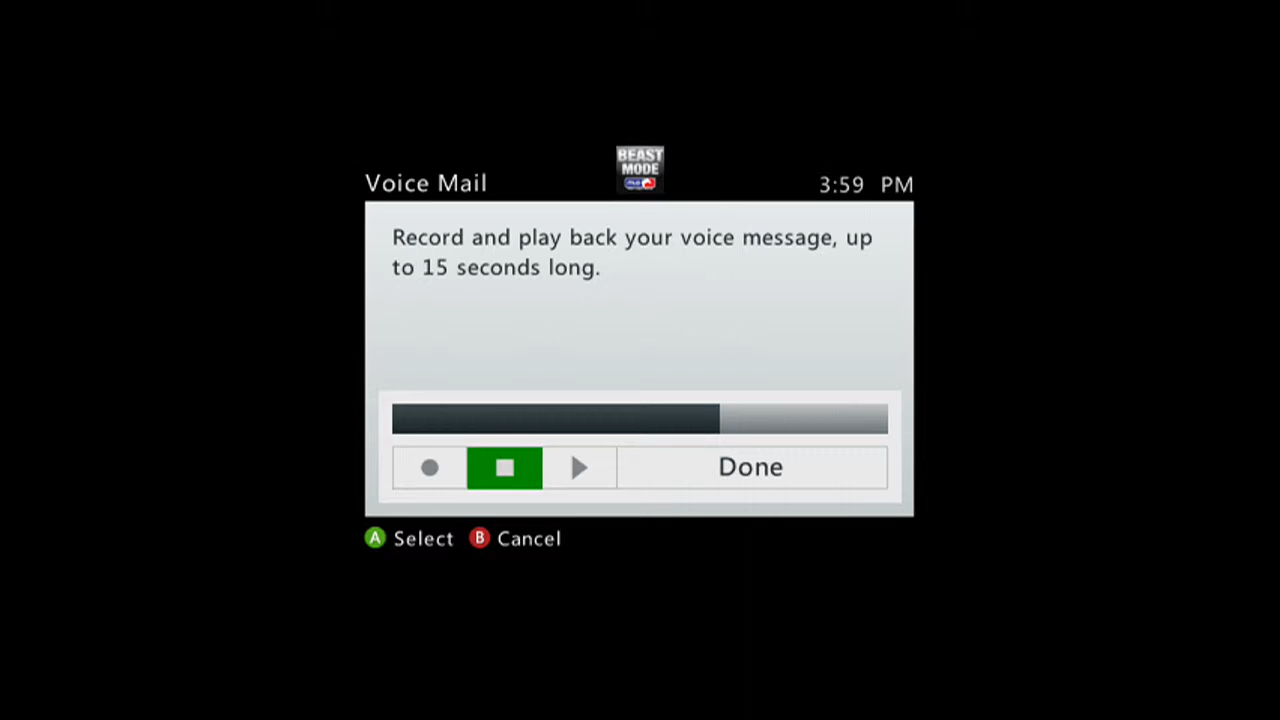 BEAST
MODE
Voice Mail
3:59 PM
Record and play back your voice message, up
to 15 seconds long.
Done
A Select B Cancel